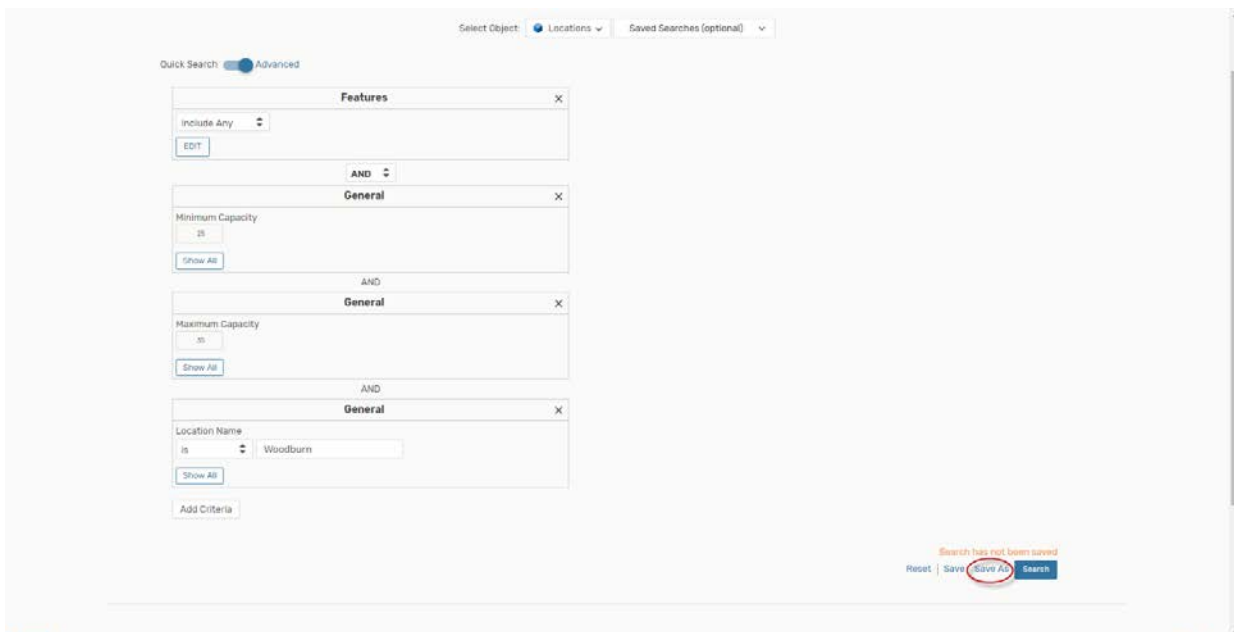 Select Object: Locations Saved Searches (optional)
Quick Search Advanced
Features
Include Any
EDIT
AND
General
Minimum Capacity
25
Show All
AND
General
Maximum Capacity
35
Show All
AND
General
Location Name
is Woodburn
Show All
Add Criteria
Search has not been saved
Reset | Save Save As Search